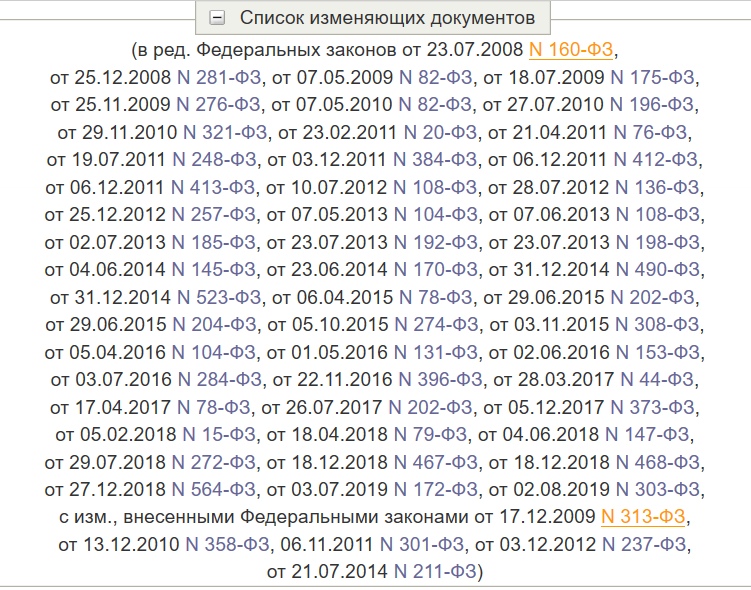 Список изменяющих документов
(в ред. Федеральных законов от 23.07.2008 N 160-ФЗ,
от 25.12.2008 N 281-ФЗ, от 07.05.2009 N 82-ФЗ, от 18.07.2009 N 175-ФЗ,
от 25.11.2009 N 276-ФЗ, от 07.05.2010 N 82-ФЗ, от 27.07.2010 N 196-ФЗ,
от 29.11.2010 N 321-ФЗ, от 23.02.2011 N 20-ФЗ, от 21.04.2011 N 76-ФЗ,
от 19.07.2011 N 248-ФЗ, от 03.12.2011 N 384-ФЗ, от 06.12.2011 N 412-ФЗ,
от 06.12.2011 N 413-ФЗ, от 10.07.2012 N 108-ФЗ, от 28.07.2012 N 136-ФЗ,
от 25.12.2012 N 257-ФЗ, от 07.05.2013 N 104-ФЗ, от 07.06.2013 N 108-ФЗ,
от 02.07.2013 N 185-ФЗ, от 23.07.2013 N 192-ФЗ, от 23.07.2013 N 198-ФЗ,
от 04.06.2014 N 145-ФЗ, от 23.06.2014 N 170-ФЗ, от 31.12.2014 N 490-ФЗ,
от 31.12.2014 N 523-ФЗ, от 06.04.2015 N 78-ФЗ, от 29.06.2015 N 202-ФЗ,
от 29.06.2015 N 204-ФЗ, от 05.10.2015 N 274-ФЗ, от 03.11.2015 N 308-ФЗ,
от 05.04.2016 N 104-ФЗ, от 01.05.2016 N 131-ФЗ, от 02.06.2016 N 153-ФЗ,
от 03.07.2016 N 284-ФЗ, от 22.11.2016 N 396-ФЗ, от 28.03.2017 N 44-ФЗ,
от 17.04.2017 N 78-ФЗ, от 26.07.2017 N 202-ФЗ, от 05.12.2017 N 373-ФЗ,
от 05.02.2018 N 15-ФЗ, от 18.04.2018 N 79-ФЗ, от 04.06.2018 N 147-ФЗ,
от 29.07.2018 N 272-ФЗ, от 18.12.2018 N 467-ФЗ, от 18.12.2018 N 468-ФЗ,
от 27.12.2018 N 564-ФЗ, от 03.07.2019 N 172-ФЗ, от 02.08.2019 N 303-ФЗ,
с изм., внесенными Федеральными законами от 17.12.2009 N 313-ФЗ,
от 13.12.2010 N 358-ФЗ, 06.11.2011 N 301-ФЗ, от 03.12.2012 N 237-ФЗ,
от 21.07.2014 N 211-ФЗ)